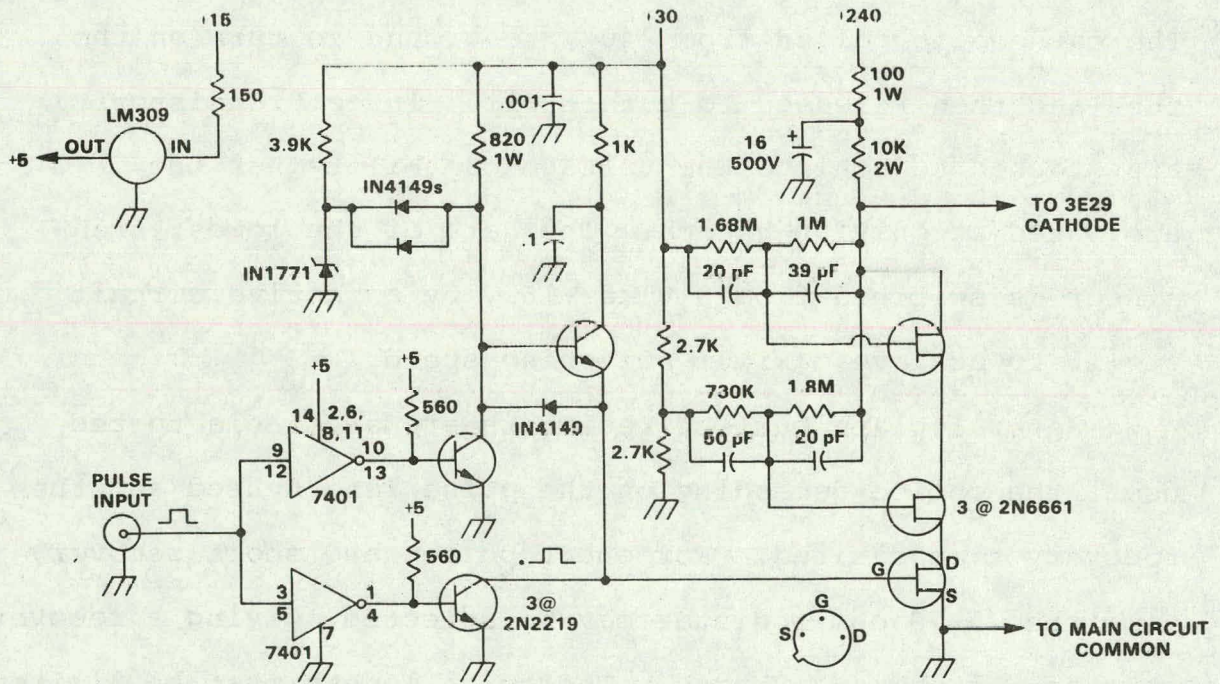 +15
150
LM309
OUT
IN
+5
+30
+240
3.9K
.001
820
1W
1K
100
1W
16
500V
+
10K
2W
IN4149s
TO 3E29
CATHODE
.1
1.68M
1M
20 pF
39 pF
IN1771
2.7K
+5
+5
560
730K
1.8M
50 pF
20 pF
2.7K
IN4149
14
2,6,
8,11
9
12
10
13
7401
PULSE
INPUT
3 @ 2N6661
+5
560
3
5
1
4
7
7401
3@
2N2219
G
D
S
G
S
D
TO MAIN CIRCUIT
COMMON